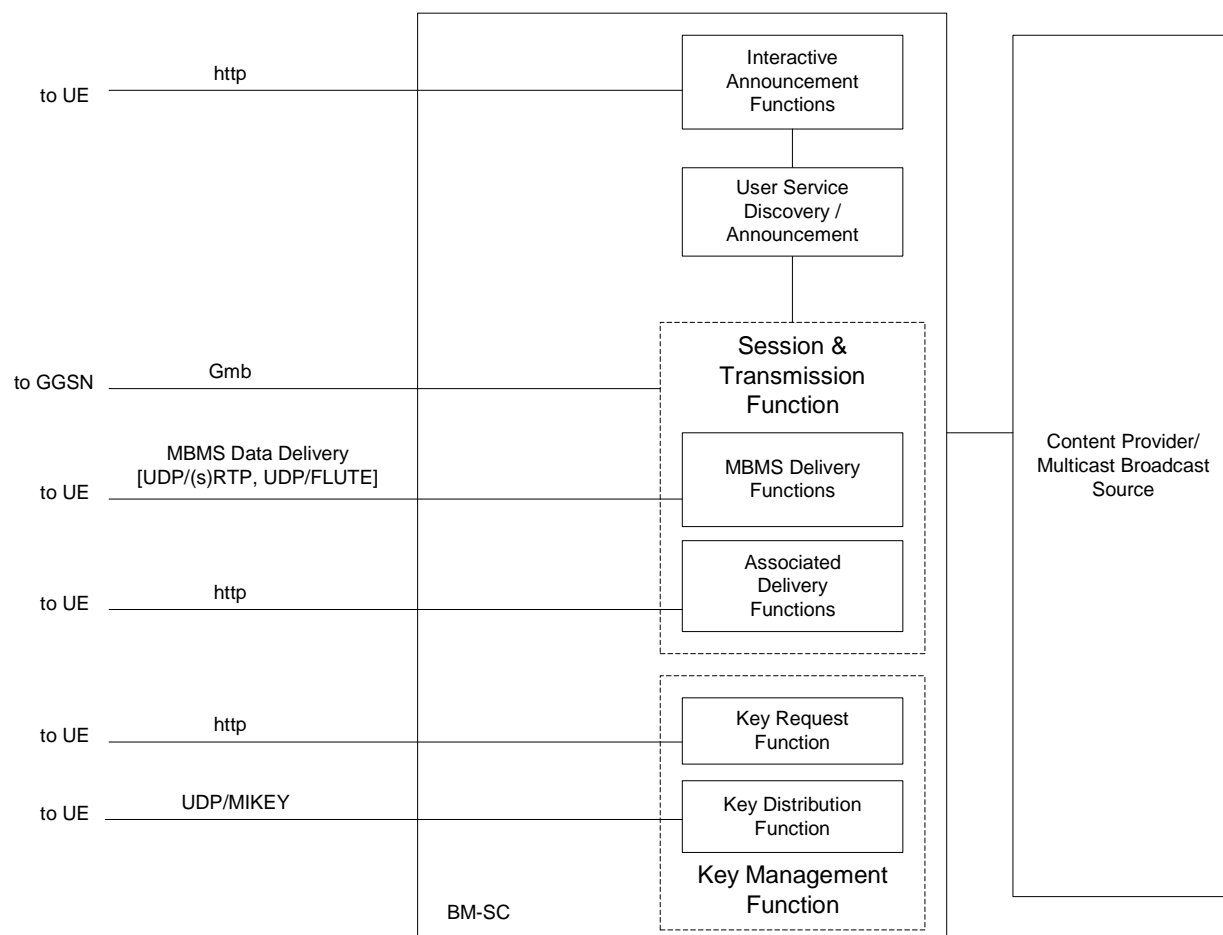 Interactive
Announcement
Functions
http
to UE
User Service
Discovery /
Announcement
Session &
Transmission
Function
Gmb
to GGSN
MBMS Data Delivery
[UDP/(s)RTP, UDP/FLUTE]
to UE
MBMS Delivery
Functions
Content Provider/
Multicast Broadcast
Source
Associated
Delivery
Functions
http
to UE
Key Request
Function
http
to UE
Key Distribution
Function
UDP/MIKEY
to UE
Key Management
Function
BM-SC